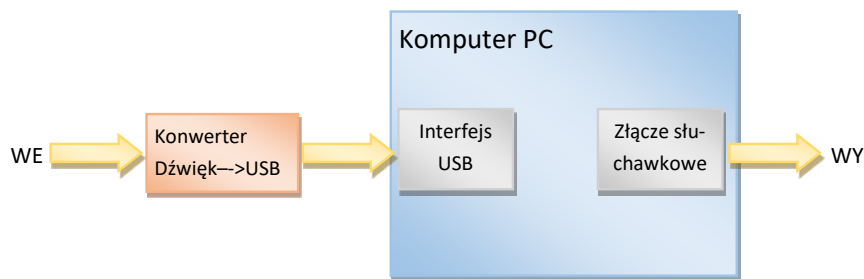 Komputer PC
WE
Konwerter
Dźwięk–->USB
Interfejs
USB
Złącze słu-
chawkowe
WY